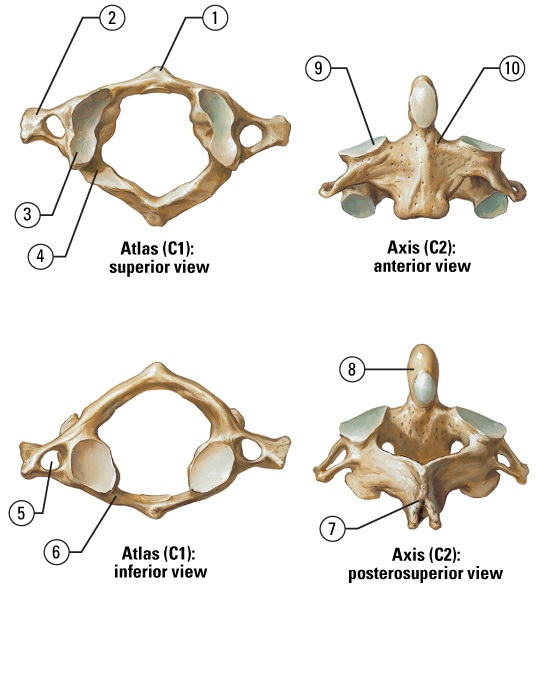 2
1
9
10
3
4
Atlas (C1):
superior view
Axis (C2):
anterior view
8
5
6
7
Atlas (C1):
inferior view
Axis (C2):
posterosuperior view